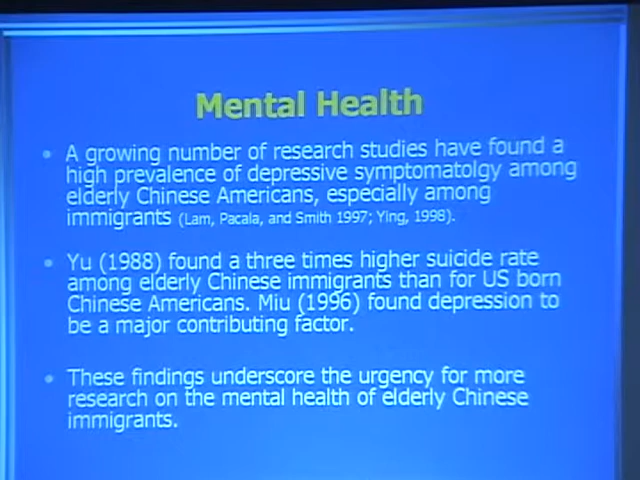 Mental Health
• A growing number of research studies have found a
high prevalence of depressive symptomatolgy among
elderly Chinese Americans, especially among
immigrants (Lam, Pacala, and Smith 1997; Ying, 1998).
• Yu (1988) found a three times higher suicide rate
among elderly Chinese immigrants than for US born
Chinese Americans. Miu (1996) found depression to
be a major contributing factor.
• These findings underscore the urgency for more
research on the mental health of elderly Chinese
immigrants.